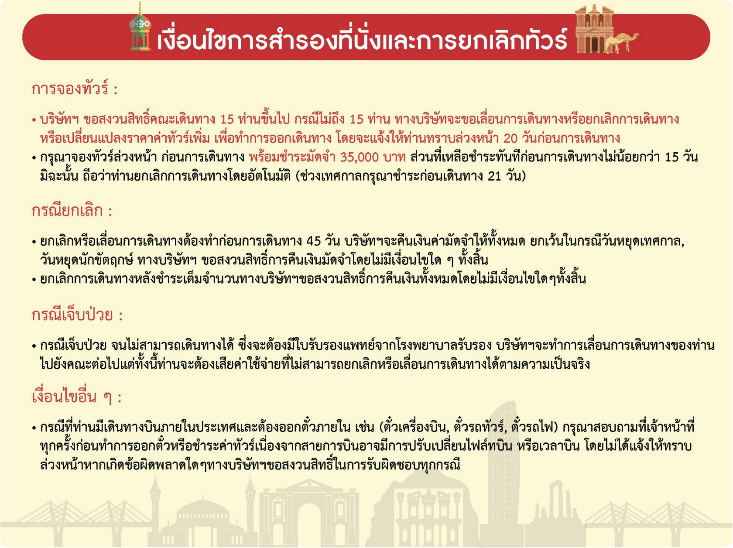 เงื่อนไขการสำรองที่นั่งและการยกเลิกทัวร์
การจองทัวร์ :
• บริษัทฯ ขอสงวนสิทธิ์คณะเดินทาง 15 ท่านขึ้นไป กรณีไม่ถึง 15 ท่าน ทางบริษัทจะขอเลื่อนการเดินทางหรือยกเลิกการเดินทาง
หรือเปลี่ยนแปลงราคาค่าทัวร์เพิ่ม เพื่อทำการออกเดินทาง โดยจะแจ้งให้ท่านทราบล่วงหน้า 20 วันก่อนการเดินทาง
• กรุณาจองทัวร์ล่วงหน้า ก่อนการเดินทาง พร้อมชำระมัดจำ 35,000 บาท ส่วนที่เหลือชำระทันทีก่อนการเดินทางไม่น้อยกว่า 15 วัน
มิฉะนั้น ถือว่าท่านยกเลิกการเดินทางโดยอัตโนมัติ (ช่วงเทศกาลกรุณาชำระก่อนเดินทาง 21 วัน)
กรณียกเลิก :
• ยกเลิกหรือเลื่อนการเดินทางต้องทำก่อนการเดินทาง 45 วัน บริษัทฯจะคืนเงินค่ามัดจำให้ทั้งหมด ยกเว้นในกรณีวันหยุดเทศกาล,
วันหยุดนักขัตฤกษ์ ทางบริษัทฯ ขอสงวนสิทธิ์การคืนเงินมัดจำโดยไม่มีเงื่อนไขใด ๆ ทั้งสิ้น
• ยกเลิกการเดินทางหลังชำระเต็มจำนวนทางบริษัทฯขอสงวนสิทธิ์การคืนเงินทั้งหมดโดยไม่มีเงื่อนไขใดๆทั้งสิ้น
กรณีเจ็บป่วย :
• กรณีเจ็บป่วย จนไม่สามารถเดินทางได้ ซึ่งจะต้องมีใบรับรองแพทย์จากโรงพยาบาลรับรอง บริษัทฯจะทำการเลื่อนการเดินทางของท่าน
ไปยังคณะต่อไปแต่ทั้งนี้ท่านจะต้องเสียค่าใช้จ่ายที่ไม่สามารถยกเลิกหรือเลื่อนการเดินทางได้ตามความเป็นจริง
เงื่อนไขอื่น ๆ :
• กรณีที่ท่านมีเดินทางบินภายในประเทศและต้องออกตั๋วภายใน เช่น (ตั๋วเครื่องบิน, ตั๋วรถทัวร์, ตั๋วรถไฟ) กรุณาสอบถามที่เจ้าหน้าที่
ทุกครั้งก่อนทำการออกตั๋วหรือชำระค่าทัวร์เนื่องจากสายการบินอาจมีการปรับเปลี่ยนไฟล์ทบิน หรือเวลาบิน โดยไม่ได้แจ้งให้ทราบ
ล่วงหน้าหากเกิดข้อผิดพลาดใดๆทางบริษัทฯขอสงวนสิทธิ์ในการรับผิดชอบทุกกรณี